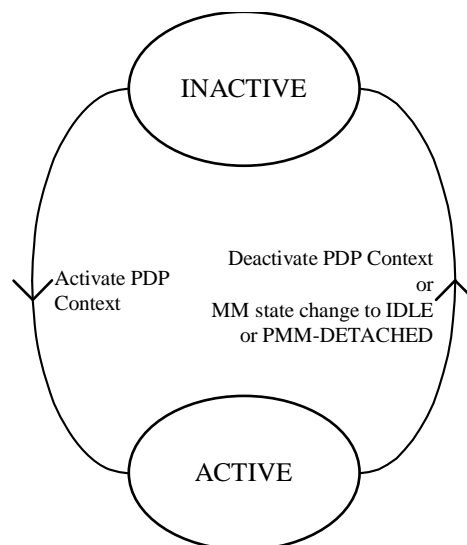 INACTIVE
Activate PDP
Context
Deactivate PDP Context
or
MM state change to IDLE
or PMM-DETACHED
ACTIVE